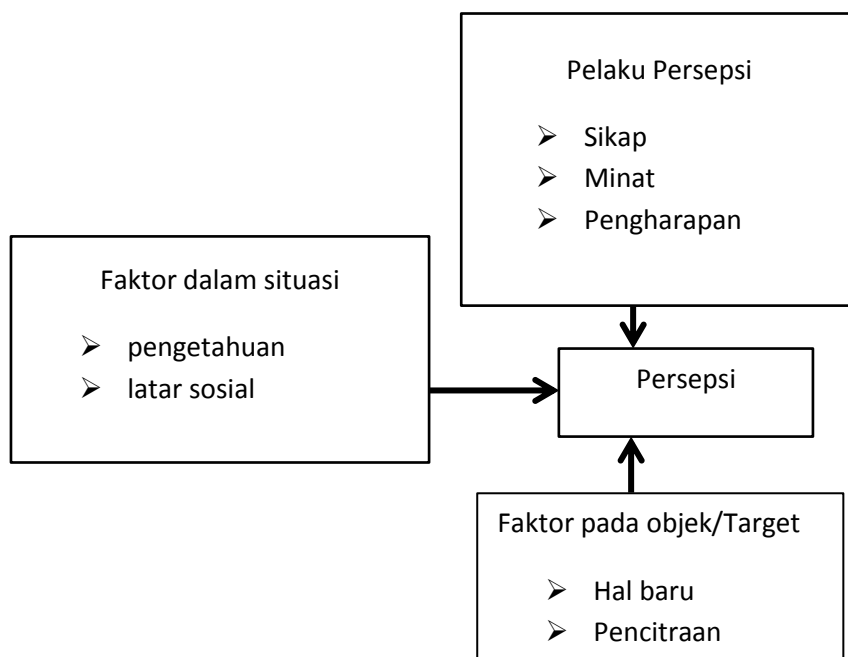 Pelaku Persepsi
➢ Sikap
➢ Minat
➢ Pengharapan
Faktor dalam situasi
➢ pengetahuan
➢ latar sosial
Persepsi
Faktor pada objek/Target
➢ Hal baru
➢ Pencitraan